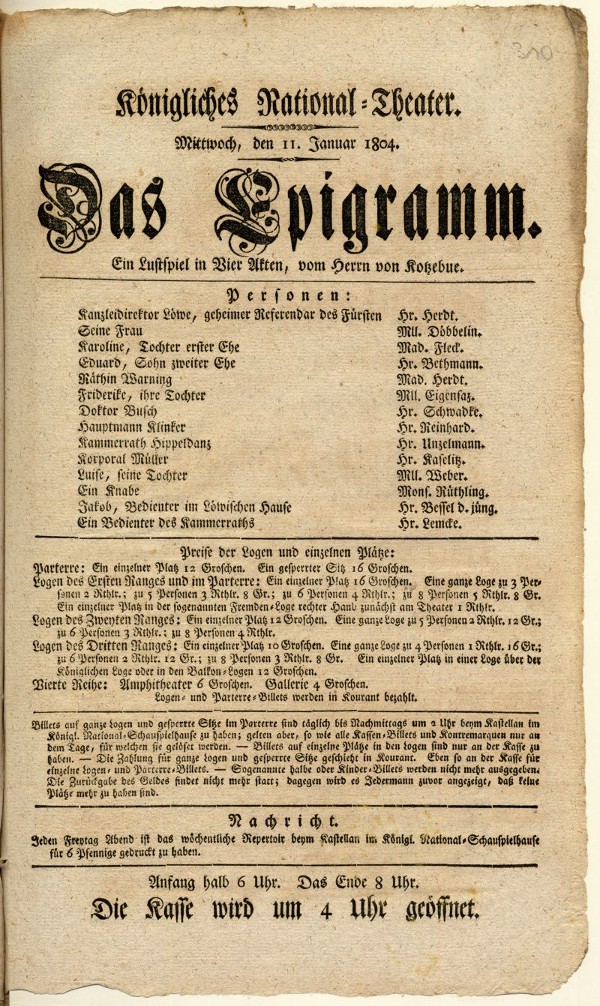 310
Königliches National-Theater.
Mittwoch, den 11. Januar 1804.
Das Epigramm.
Ein Lustspiel in Vier Akten, vom Herrn von Kotzebue.
Personen:
Kanzleidirektor Löwe, geheimer Referendar des Fürsten Hr. Herdt.
Seine Frau Mll. Döbbelin.
Karoline, Tochter erster Ehe Mad. Fleck.
Eduard, Sohn zweiter Ehe Hr. Bethmann.
Räthin Warning Mad. Herdt.
Friderike, ihre Tochter Mll. Eigensaz.
Doktor Busch Hr. Schwadke.
Hauptmann Klinker Hr. Reinhard.
Kammerrath Hippeldanz Hr. Unzelmann.
Korporal Müller Hr. Kaselitz.
Luise, seine Tochter Mll. Weber.
Ein Knabe Mons. Rüthling.
Jakob, Bedienter im Löwischen Hause Hr. Bessel d. jüng.
Ein Bedienter des Kammerraths Hr. Lemcke.
Preise der Logen und einzelnen Plätze:
Parterre: Ein einzelner Platz 12 Groschen. Ein gesperrter Sitz 16 Groschen.
Logen des Ersten Ranges und im Parterre: Ein einzelner Platz 16 Groschen. Eine ganze Loge zu 3 Per-
sonen 2 Rthlr.; zu 5 Personen 3 Rthlr. 8 Gr.; zu 6 Personen 4 Rthlr.; zu 8 Personen 5 Rthlr. 8 Gr.
Ein einzelner Platz in der sogenannten Fremden-Loge rechter Hand zunächst am Theater 1 Rthlr.
Logen des Zweyten Ranges: Ein einzelner Platz 12 Groschen. Eine ganze Loge zu 5 Personen 2 Rthlr. 12 Gr.;
zu 6 Personen 3 Rthlr.; zu 8 Personen 4 Rthlr.
Logen des Dritten Ranges: Ein einzelner Platz 10 Groschen. Eine ganze Loge zu 4 Personen 1 Rthlr. 16 Gr.;
zu 6 Personen 2 Rthlr. 12 Gr.; zu 8 Personen 3 Rthlr. 8 Gr. Ein einzelner Platz in einer Loge über der
Königlichen Loge oder in den Balkon-Logen 12 Groschen.
Vierte Reihe: Amphitheater 6 Groschen. Gallerie 4 Groschen.
Logen- und Parterre-Billets werden in Kourant bezahlt.
Billets auf ganze Logen und gesperrte Sitze im Parterre sind täglich bis Nachmittags um 2 Uhr beym Kastellan im
Königl. National-Schauspielhause zu haben; gelten aber, so wie alle Kassen-Billets und Kontremarquen nur an
dem Tage, für welchen sie gelöset werden. — Billets auf einzelne Plätze in den Logen sind nur an der Kasse zu
haben. — Die Zahlung für ganze Logen und gesperrte Sitze geschieht in Kourant. Eben so an der Kasse für
einzelne Logen- und Parterre-Billets. — Sogenannte halbe oder Kinder-Billets werden nicht mehr ausgegeben.
Die Zurückgabe des Geldes findet nicht mehr statt; dagegen wird es Jedermann zuvor angezeigt, daß keine
Plätze mehr zu haben sind.
Nachricht.
Jeden Freytag Abend ist das wöchentliche Repertoir beym Kastellan im Königl. National-Schauspielhause
für 6 Pfennige gedruckt zu haben.
Anfang halb 6 Uhr. Das Ende 8 Uhr.
Die Kasse wird um 4 Uhr geöffnet.